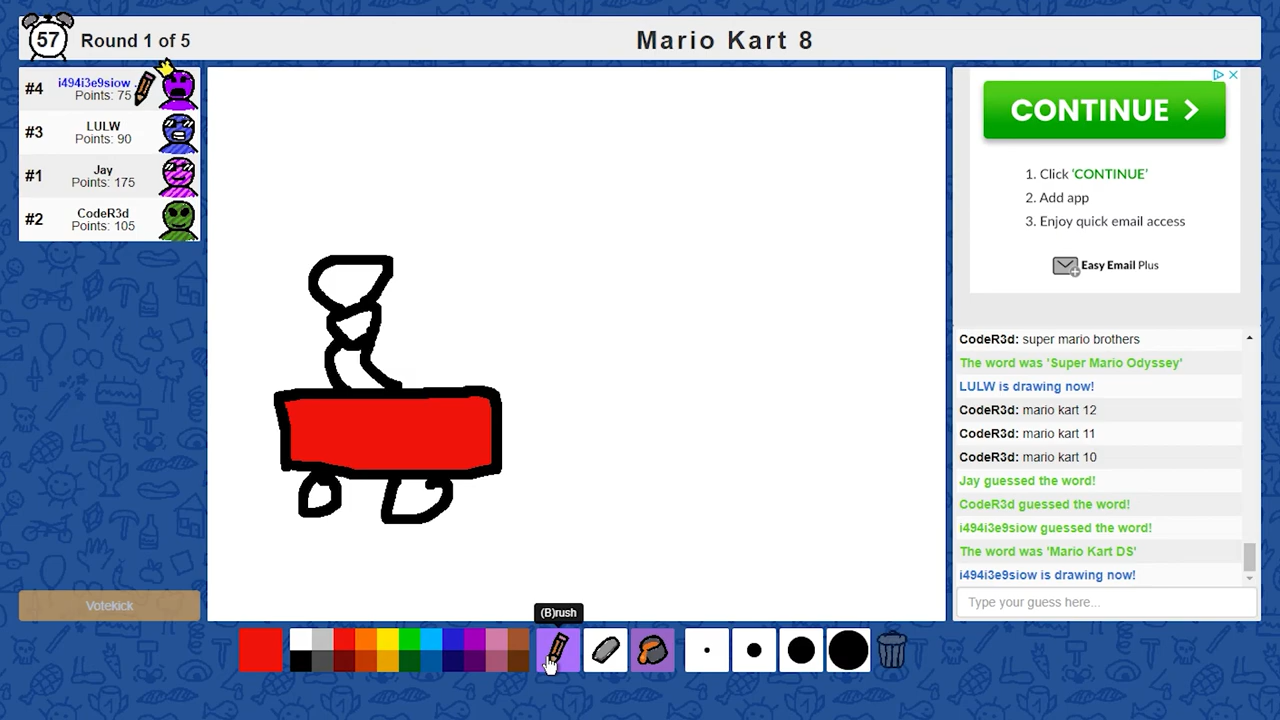 57
Round 1 of 5
Mario Kart 8
#4
i494i3e9siow
Points: 75
#3
LULW
Points: 90
#1
Jay
Points: 175
#2
CodeR3d
Points: 105
Votekick
(B)rush
CONTINUE >
1. Click 'CONTINUE'
2. Add app
3. Enjoy quick email access
Easy Email Plus
CodeR3d: super mario brothers
The word was 'Super Mario Odyssey'
LULW is drawing now!
CodeR3d: mario kart 12
CodeR3d: mario kart 11
CodeR3d: mario kart 10
Jay guessed the word!
CodeR3d guessed the word!
i494i3e9siow guessed the word!
The word was 'Mario Kart DS'
i494i3e9siow is drawing now!
Type your guess here...